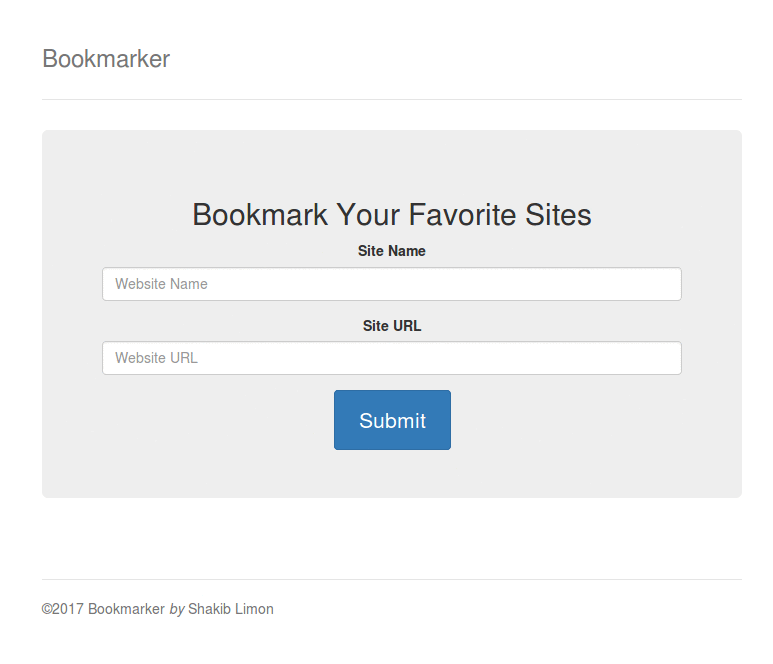 Bookmarker
Bookmark Your Favorite Sites
Site Name
Website Name
Site URL
Website URL
Submit
©2017 Bookmarker by Shakib Limon